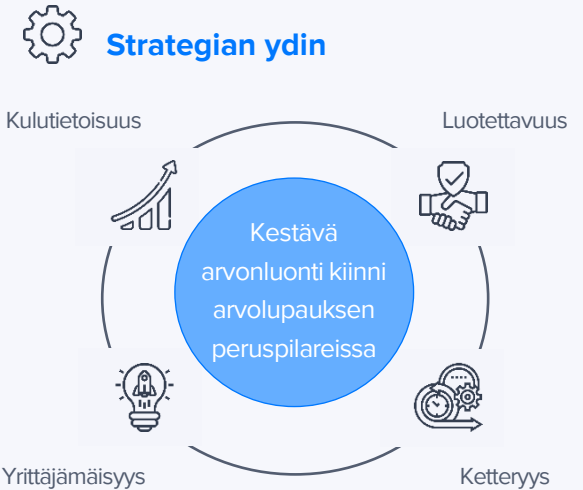 Strategian ydin
Kulutietoisuus
Luotettavuus
Kestävä
arvonluonti kiinni
arvolupauksen
peruspilareissa
Yrittäjämäisyys
Ketteryys